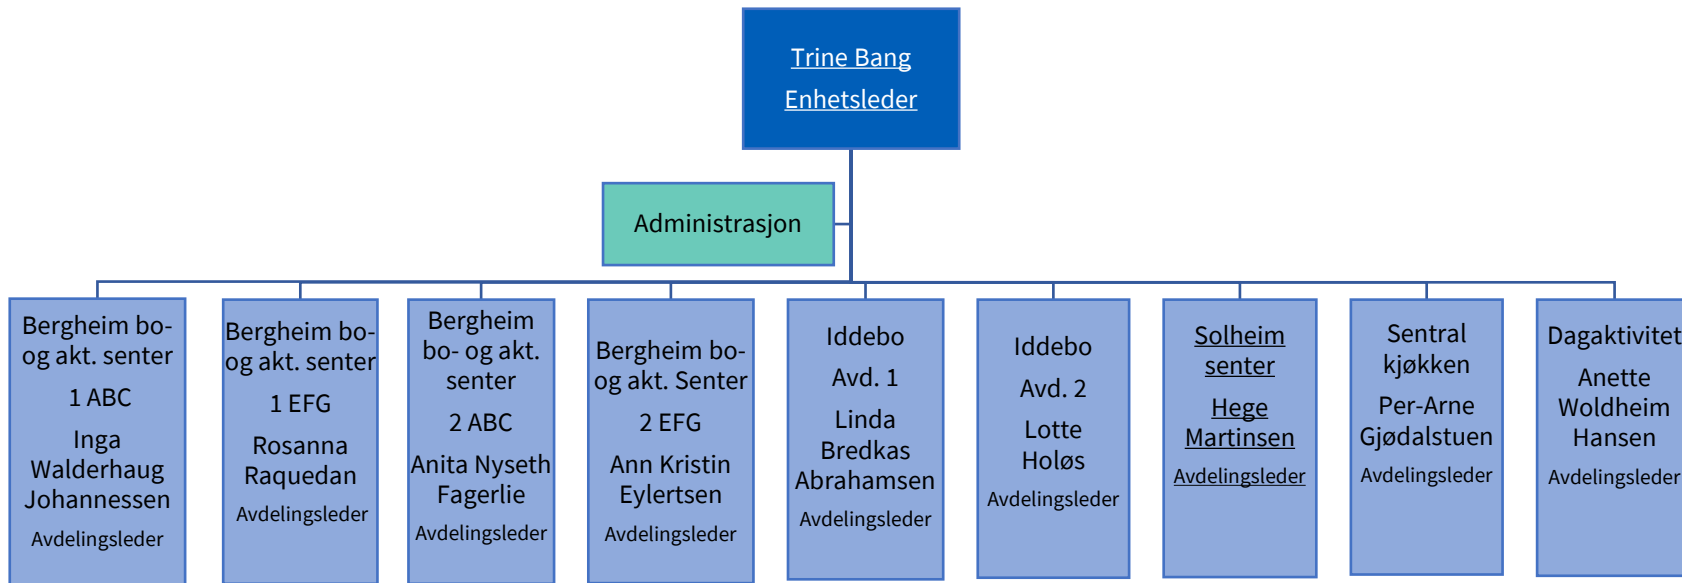 Trine Bang
Enhetsleder
Administrasjon
Bergheim bo-
og akt. senter
1 ABC
Inga
Walderhaug
Johannessen
Avdelingsleder
Bergheim bo-
og akt. senter
1 EFG
Rosanna
Raquedan
Avdelingsleder
Bergheim
bo- og akt.
senter
2 ABC
Anita Nyseth
Fagerlie
Avdelingsleder
Bergheim bo-
og akt. Senter
2 EFG
Ann Kristin
Eylertsen
Avdelingsleder
Iddebo
Avd. 1
Linda
Bredkas
Abrahamsen
Avdelingsleder
Iddebo
Avd. 2
Lotte
Holøs
Avdelingsleder
Solheim
senter
Hege
Martinsen
Avdelingsleder
Sentral
kjøkken
Per-Arne
Gjødalstuen
Avdelingsleder
Dagaktivitet
Anette
Woldheim
Hansen
Avdelingsleder